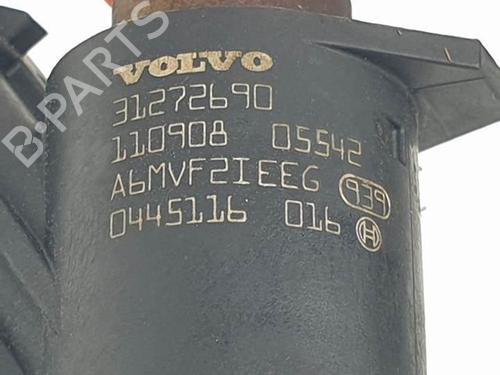 VOLVO
31272690
110908 05542
A6MVF2IEEG 939
0445116 016
B-PARTS